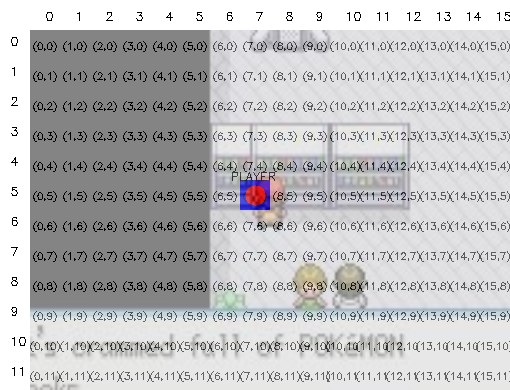 0 1 2 3 4 5 6 7 8 9 10 11 12 13 14 15
0 (0,0) (1,0) (2,0) (3,0) (4,0) (5,0) (6,0) (7,0) (8,0) (9,0) (10,0) (11,0) (12,0) (13,0) (14,0) (15,0)
1 (0,1) (1,1) (2,1) (3,1) (4,1) (5,1) (6,1) (7,1) (8,1) (9,1) (10,1) (11,1) (12,1) (13,1) (14,1) (15,1)
2 (0,2) (1,2) (2,2) (3,2) (4,2) (5,2) (6,2) (7,2) (8,2) (9,2) (10,2) (11,2) (12,2) (13,2) (14,2) (15,2)
3 (0,3) (1,3) (2,3) (3,3) (4,3) (5,3) (6,3) (7,3) (8,3) (9,3) (10,3) (11,3) (12,3) (13,3) (14,3) (15,3)
4 (0,4) (1,4) (2,4) (3,4) (4,4) (5,4) (6,4) (7,4) (8,4) (9,4) (10,4) (11,4) (12,4) (13,4) (14,4) (15,4)
PLAYER
5 (0,5) (1,5) (2,5) (3,5) (4,5) (5,5) (6,5) (8,5) (9,5) (10,5) (11,5) (12,5) (13,5) (14,5) (15,5)
6 (0,6) (1,6) (2,6) (3,6) (4,6) (5,6) (6,6) (7,6) (8,6) (9,6) (10,6) (11,6) (12,6) (13,6) (14,6) (15,6)
7 (0,7) (1,7) (2,7) (3,7) (4,7) (5,7) (6,7) (7,7) (8,7) (9,7) (10,7) (11,7) (12,7) (13,7) (14,7) (15,7)
8 (0,8) (1,8) (2,8) (3,8) (4,8) (5,8) (6,8) (7,8) (8,8) (9,8) (10,8) (11,8) (12,8) (13,8) (14,8) (15,8)
9 (0,9) (1,9) (2,9) (3,9) (4,9) (5,9) (6,9) (7,9) (8,9) (9,9) (10,9) (11,9) (12,9) (13,9) (14,9) (15,9)
's crammed full of POKéMON
10 (0,10) (1,10) (2,10) (3,10) (4,10) (5,10) (6,10) (7,10) (8,10) (9,10) (10,10) (11,10) (12,10) (13,10) (14,10) (15,10)
11 (0,11) (1,11) (2,11) (3,11) (4,11) (5,11) (6,11) (7,11) (8,11) (9,11) (10,11) (11,11) (12,11) (13,11) (14,11) (15,11)